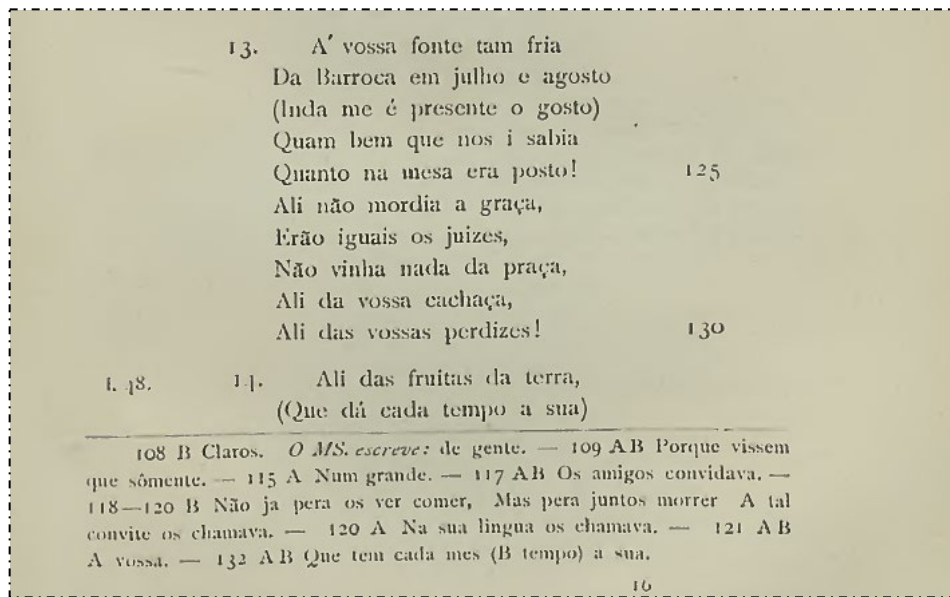 13. A′ vossa fonte tam fria
Da Barroca em julho e agosto
(Inda me é presente o gosto)
Quam bem que nos i sabia
Quanto na mesa era posto! 125
Ali não mordia a graça,
Erão iguais os juizes,
Não vinha nada da praça,
Ali da vossa cachaça,
Ali das vossas perdizes! 130
f. 48. 14. Ali das fruitas da terra,
(Que dá cada tempo a sua)
108 B Claros. O MS. escreve: de gente. — 109 AB Porque vissem
que sômente. — 115 A Num grande. — 117 AB Os amigos convidava. —
118—120 B Não ja pera os ver comer, Mas pera juntos morrer A tal
convite os chamava. — 120 A Na sua lingua os chamava. — 121 AB
A vossa. — 132 AB Que tem cada mes (B tempo) a sua.
16